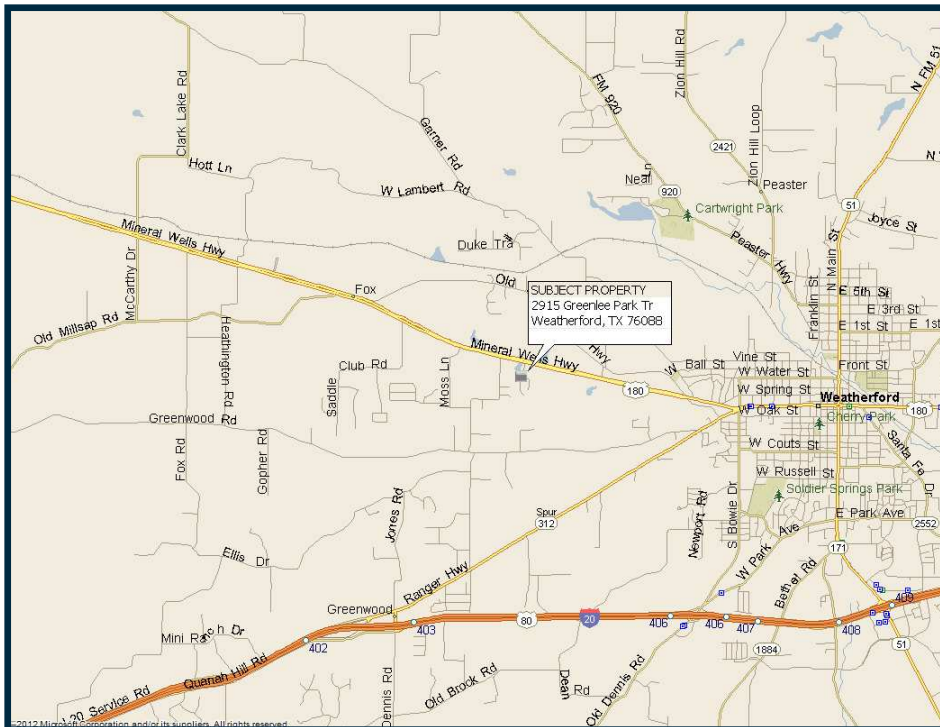 Zion Hill Rd
N FM 51
FM 920
Clark Lake Rd
Garner Rd
Zion Hill Loop
2421
Hott Ln
W Lambert Rd
Neal Ln
920
Peaster
Cartwright Park
51
Joyce St
Mineral Wells Hwy
Duke Tra
Peaster Hwy
N Main St
McCarthy Dr
Old
Hwy
Fox
SUBJECT PROPERTY
2915 Greenlee Park Tr
Weatherford, TX 76088
Franklin St
E 5th St
E 3rd St
E 1st St
E 1st
Old Millsap Rd
Heathington Rd
Mineral Wells Hwy
Vine St
Front St
W Ball St
W Water St
Club Rd
Saddle
Moss Ln
180
W Spring St
Weatherford
W Oak St
180
Cherry Park
Greenwood Rd
W Couts St
Santa Fe Dr
Fox Rd
Gopher Rd
W Russell St
Soldier Springs Park
Jones Rd
Newport Rd
S Bowie Dr
Spur
312
E Park Ave
2552
W Park Ave
171
Ellis Dr
Bethel Rd
Ranger Hwy
Greenwood
409
80
20
406
406
407
408
403
402
Mini Ra
Quanah Hill Rd
1884
51
I-20 Service Rd
Dennis Rd
Old Brock Rd
Dean Rd
Old Dennis Rd
©2012 Microsoft Corporation and/or its suppliers. All rights reserved.